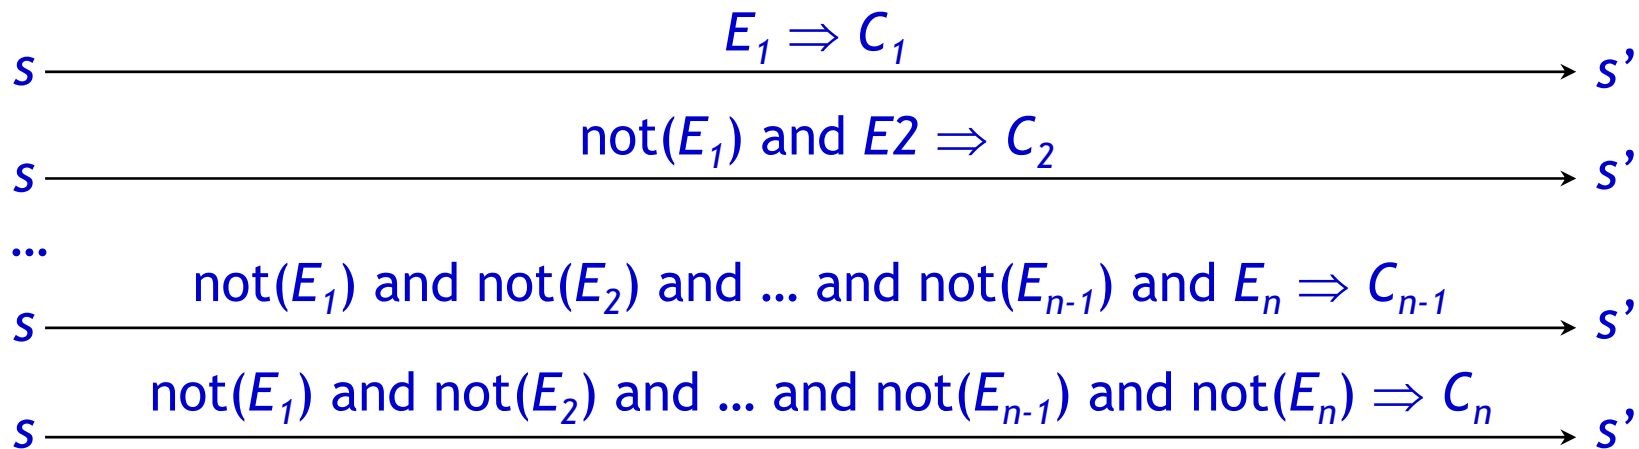 E₁ ⇒ C₁
s s’
not(E₁) and E2 ⇒ C₂
s s’
...
not(E₁) and not(E₂) and ... and not(Eₙ₋₁) and Eₙ ⇒ Cₙ₋₁
s s’
not(E₁) and not(E₂) and ... and not(Eₙ₋₁) and not(Eₙ) ⇒ Cₙ
s s’